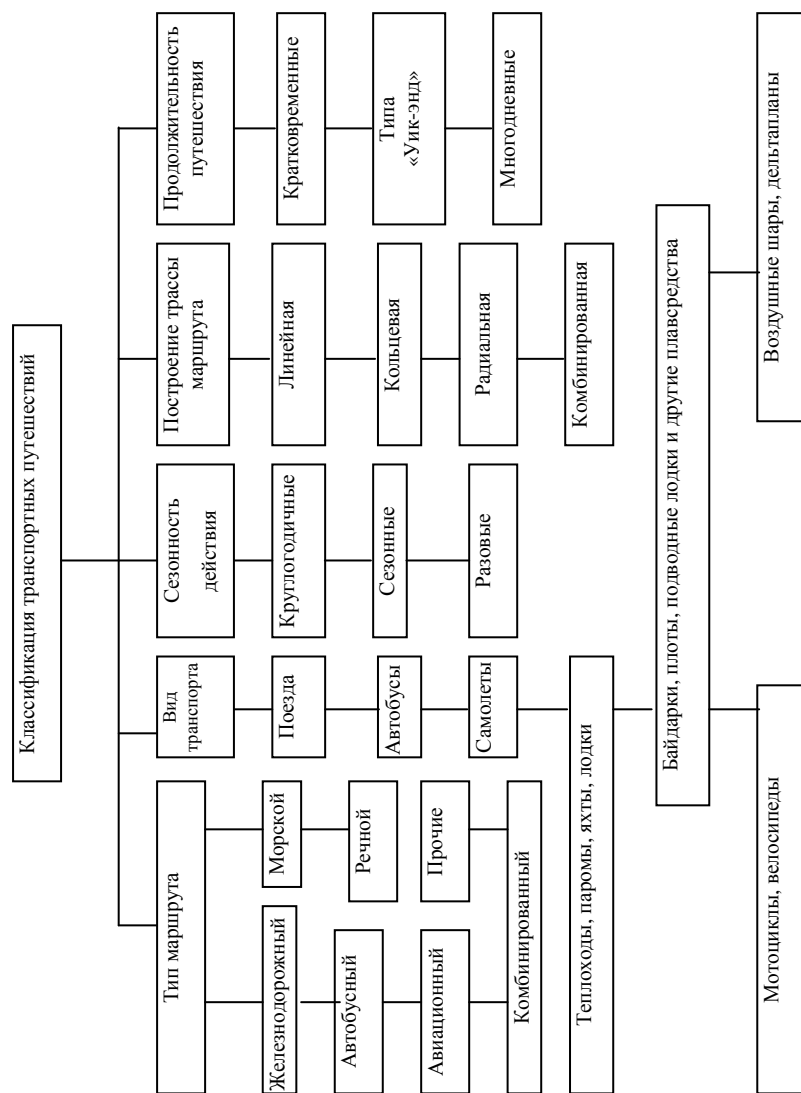 Классификация транспортных путешествий
Тип маршрута
Железнодорожный
Морской
Автобусный
Речной
Авиационный
Прочие
Комбинированный
Вид
транспорта
Поезда
Автобусы
Самолеты
Теплоходы, паромы, яхты, лодки
Байдарки, плоты, подводные лодки и другие плавсредства
Мотоциклы, велосипеды
Воздушные шары, дельтапланы
Сезонность
действия
Круглогодичные
Сезонные
Разовые
Построение трассы
маршрута
Линейная
Кольцевая
Радиальная
Комбинированная
Продолжительность
путешествия
Кратковременные
Типа
«Уик-энд»
Многодневные